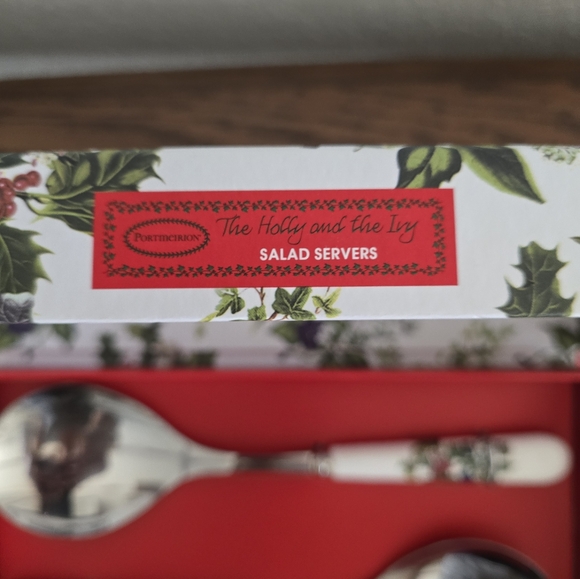 PORTMEIRION
The Holly and the Ivy
SALAD SERVERS